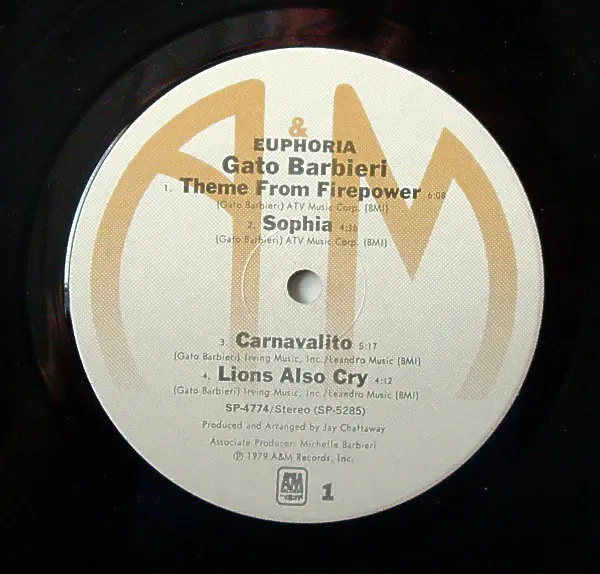 A&M
EUPHORIA
Gato Barbieri
1. Theme From Firepower 6:08
(Gato Barbieri) ATV Music Corp. (BMI)
2. Sophia 4:36
(Gato Barbieri) ATV Music Corp. (BMI)
3. Carnavalito 5:17
(Gato Barbieri) Irving Music, Inc./Leandro Music (BMI)
4. Lions Also Cry 4:12
(Gato Barbieri) Irving Music, Inc./Leandro Music (BMI)
SP-4774/Stereo (SP-5285)
Produced and Arranged by Jay Chattaway
Associate Producer: Michelle Barbieri
℗ 1979 A&M Records, Inc.
A&M
1